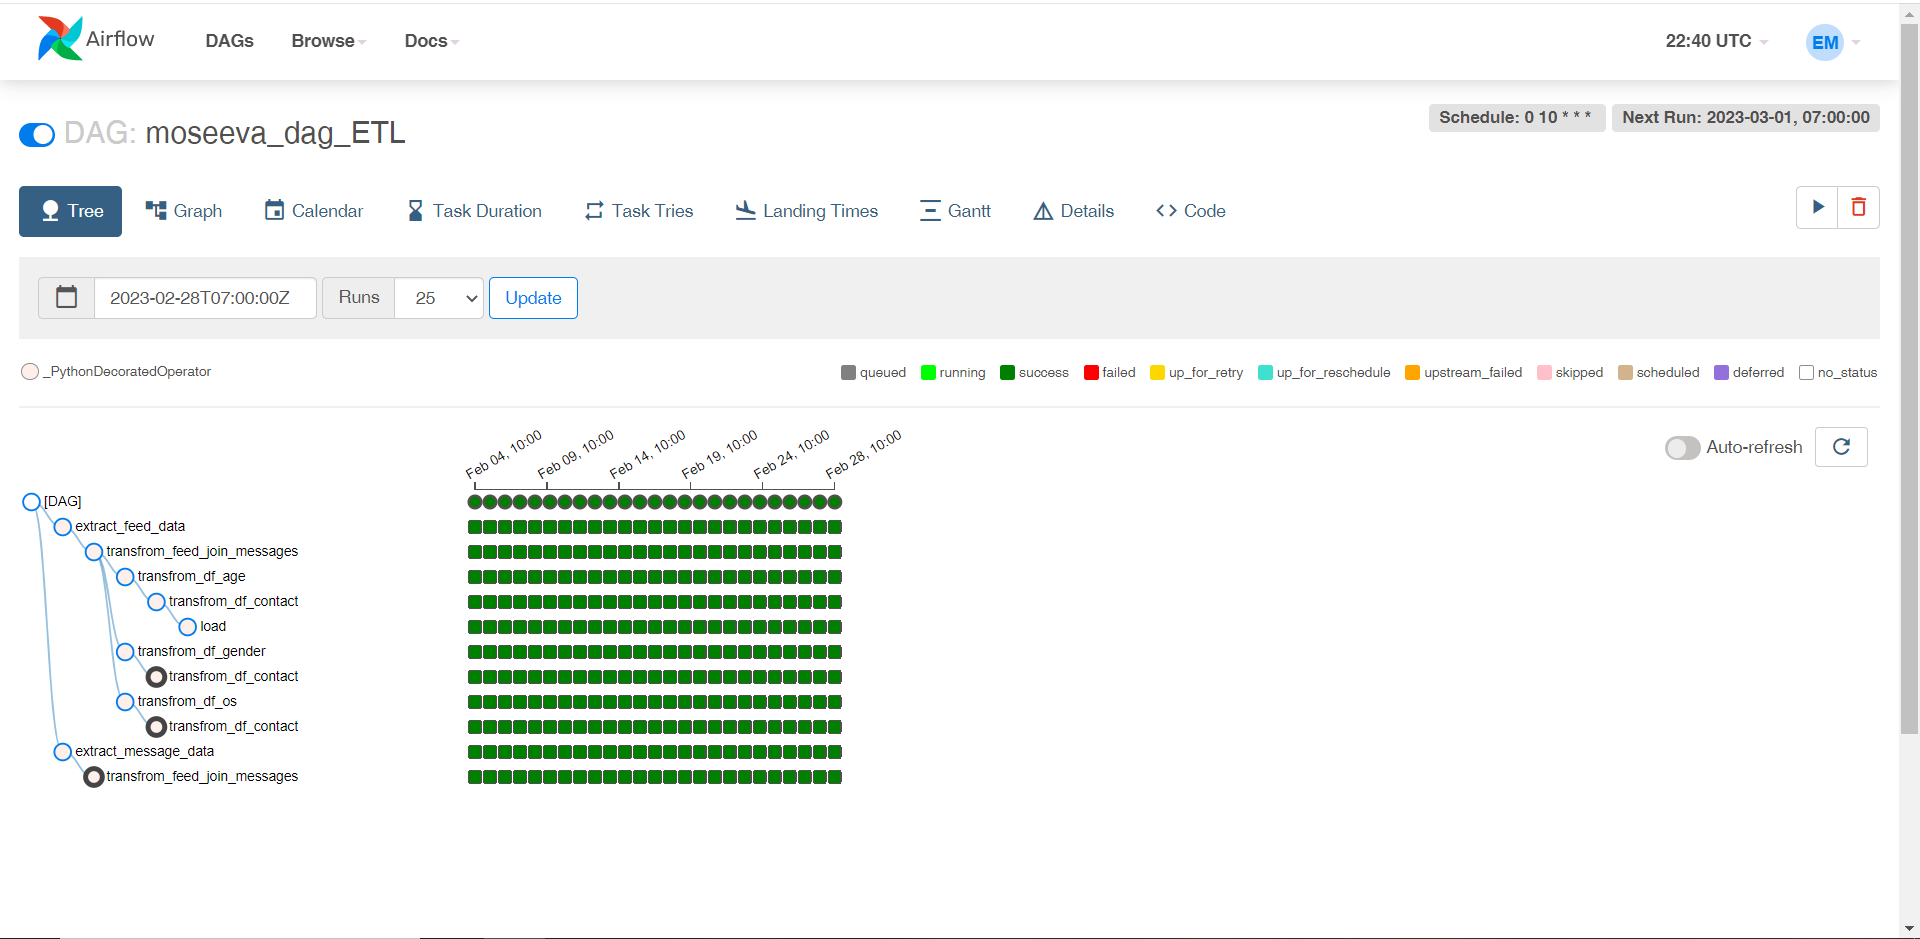 Airflow DAGs Browse Docs 22:40 UTC EM
Schedule: 0 10 * * * Next Run: 2023-03-01, 07:00:00
DAG: moseeva_dag_ETL
Tree Graph Calendar Task Duration Task Tries Landing Times Gantt Details Code
2023-02-28T07:00:00Z Runs 25 Update
_PythonDecoratedOperator queued running success failed up_for_retry up_for_reschedule upstream_failed skipped scheduled deferred no_status
Feb 04, 10:00 Feb 09, 10:00 Feb 14, 10:00 Feb 19, 10:00 Feb 24, 10:00 Feb 28, 10:00
Auto-refresh
[DAG]
extract_feed_data
transfrom_feed_join_messages
transfrom_df_age
transfrom_df_contact
load
transfrom_df_gender
transfrom_df_contact
transfrom_df_os
transfrom_df_contact
extract_message_data
transfrom_feed_join_messages